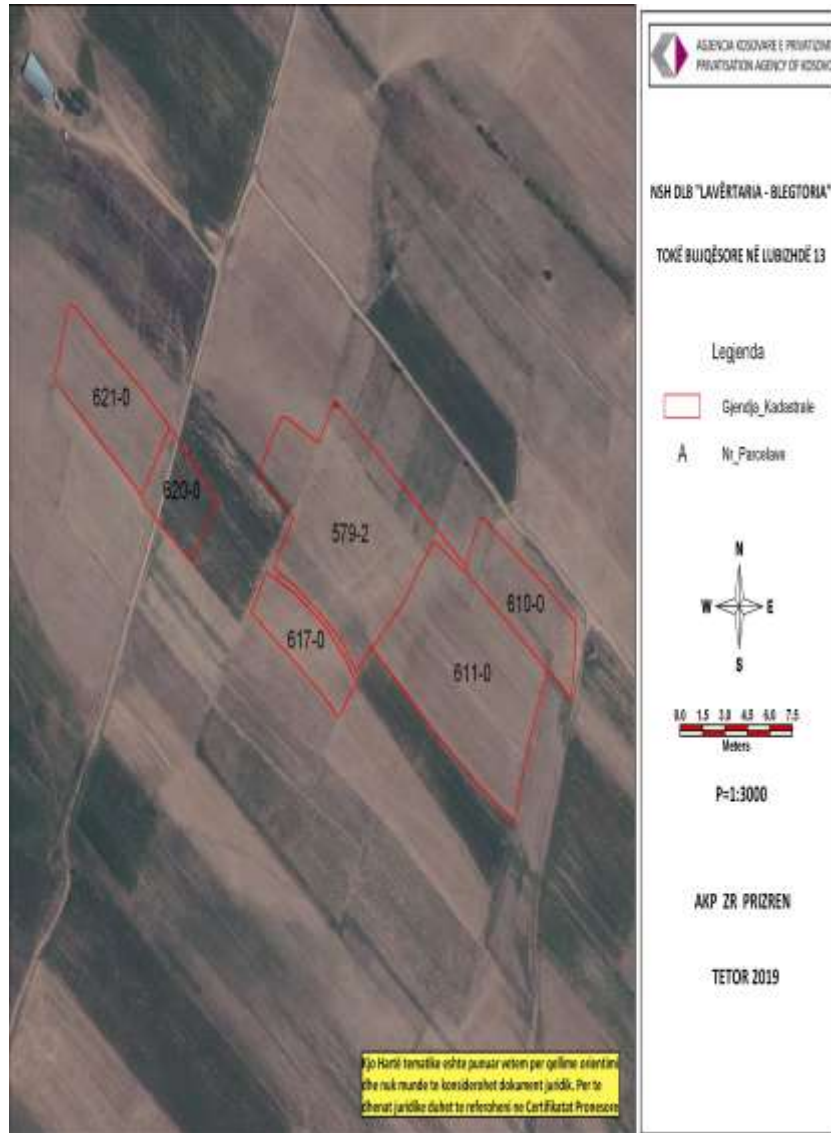 AGJENCIA KOSOVARE E PRIVATIZIMIT
PRIVATISATION AGENCY OF KOSOVO
NSH DLB "LAVËRTARIA - BLEGTORIA"
TOKË BUJQËSORE NË LUBIZHDË 13
Legjenda
Gjendja_Kadastrale
A Nr_Parcelave
N
W E
S
0.0 1.5 3.0 4.5 6.0 7.5
Meters
P=1:3000
AKP ZR PRIZREN
TETOR 2019
621-0
620-0
579-2
610-0
617-0
611-0
Kjo Hartë tematike eshte punuar vetem per qellime orientimi
dhe nuk munde te konsiderohet dokument juridik. Per te
dhenat juridike duhet te referoheni ne Certifikatat Pronesore